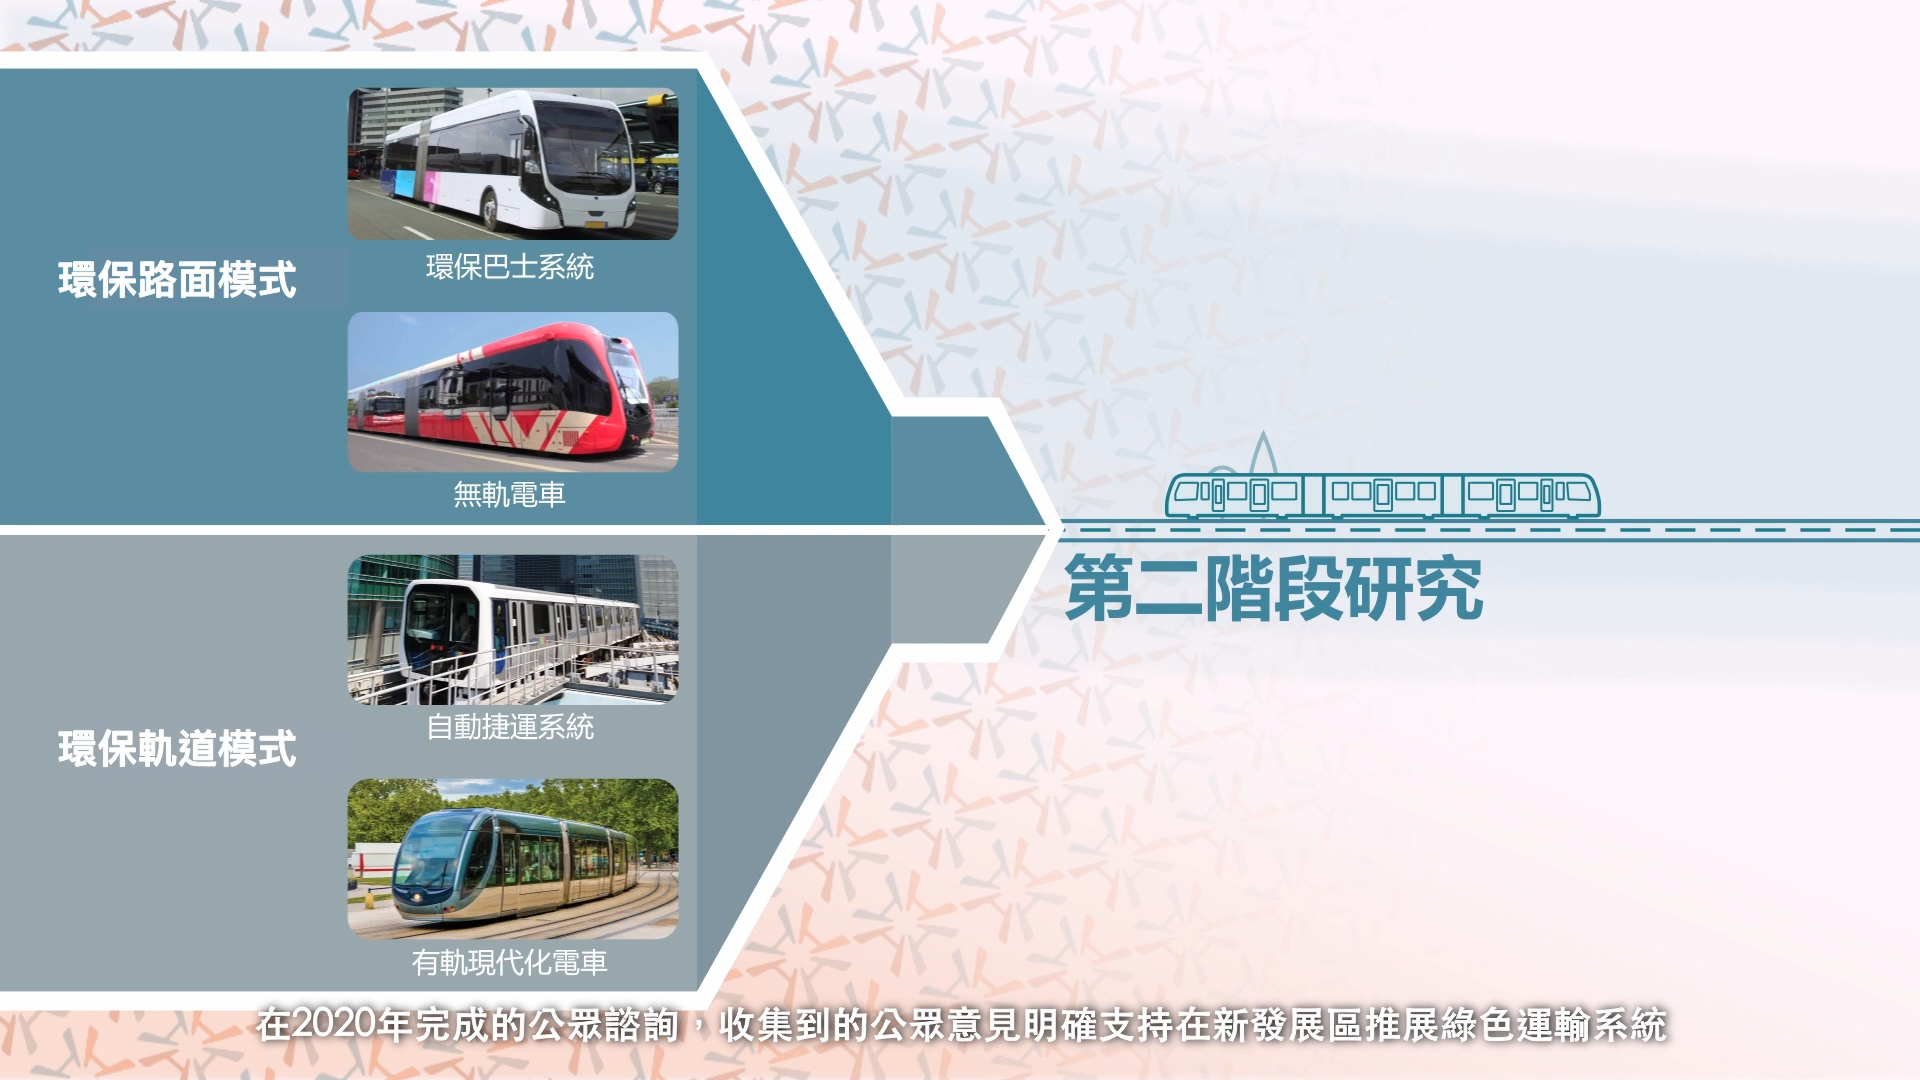 環保路面模式
環保巴士系統
無軌電車
環保軌道模式
自動捷運系統
有軌現代化電車
第二階段研究
在2020年完成的公眾諮詢，收集到的公眾意見明確支持在新發展區推展綠色運輸系統